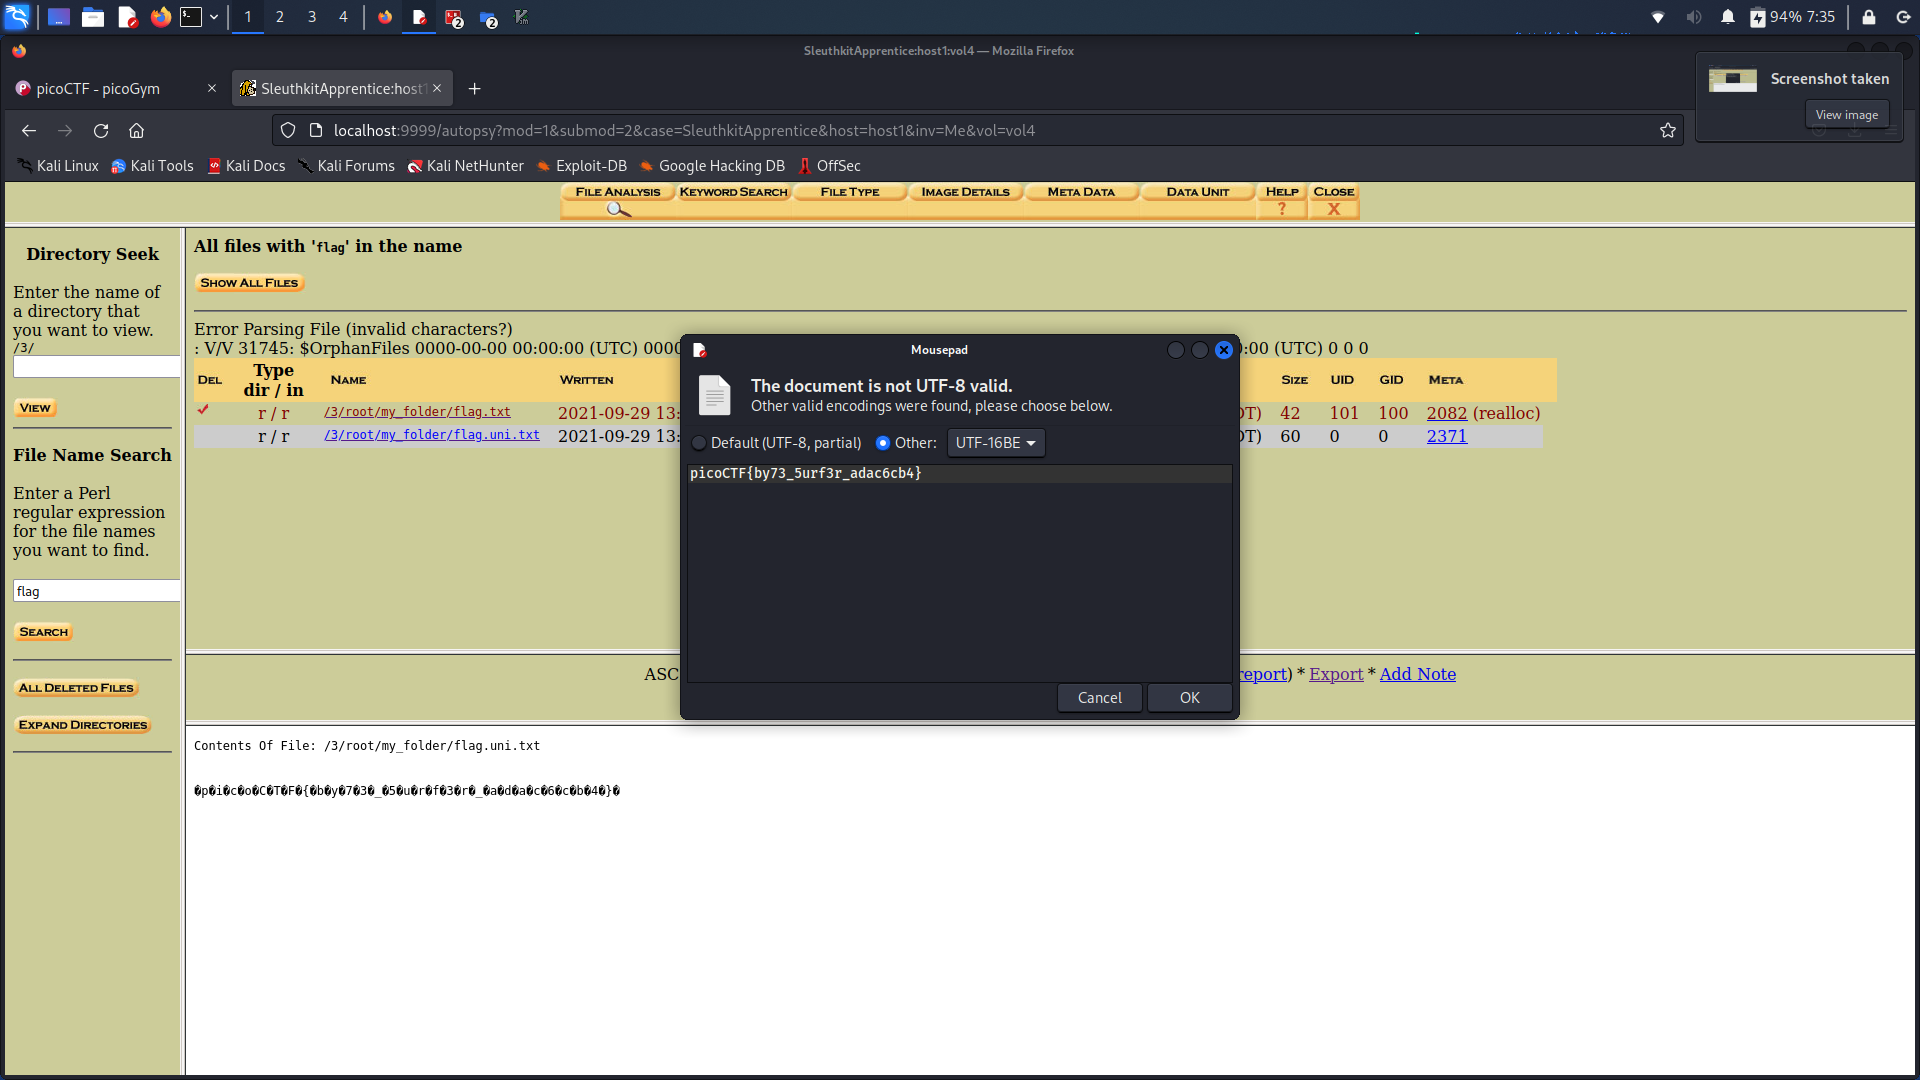 1 2 3 4 2 2 94% 7:35
SleuthkitApprentice:host1:vol4 — Mozilla Firefox
picoCTF - picoGym
SleuthkitApprentice:host1
Screenshot taken
View image
localhost:9999/autopsy?mod=1&submod=2&case=SleuthkitApprentice&host=host1&inv=Me&vol=vol4
Kali Linux Kali Tools Kali Docs Kali Forums Kali NetHunter Exploit-DB Google Hacking DB OffSec
FILE ANALYSIS KEYWORD SEARCH FILE TYPE IMAGE DETAILS META DATA DATA UNIT HELP CLOSE
? X
Directory Seek
Enter the name of
a directory that
you want to view.
/3/
VIEW
File Name Search
Enter a Perl
regular expression
for the file names
you want to find.
flag
SEARCH
ALL DELETED FILES
EXPAND DIRECTORIES
All files with 'flag' in the name
SHOW ALL FILES
Error Parsing File (invalid characters?)
: V/V 31745: $OrphanFiles 0000-00-00 00:00:00 (UTC) 0000 0:00 (UTC) 0 0 0
DEL Type dir / in NAME WRITTEN SIZE UID GID META
r / r /3/root/my_folder/flag.txt 2021-09-29 13: DT) 42 101 100 2082 (realloc)
r / r /3/root/my_folder/flag.uni.txt 2021-09-29 13: DT) 60 0 0 2371
Mousepad
The document is not UTF-8 valid.
Other valid encodings were found, please choose below.
Default (UTF-8, partial) Other: UTF-16BE
picoCTF{by73_5urf3r_adac6cb4}
Cancel OK
ASC report) * Export * Add Note
Contents Of File: /3/root/my_folder/flag.uni.txt
�p�i�c�o�C�T�F�{�b�y�7�3�_�5�u�r�f�3�r�_�a�d�a�c�6�c�b�4�}�